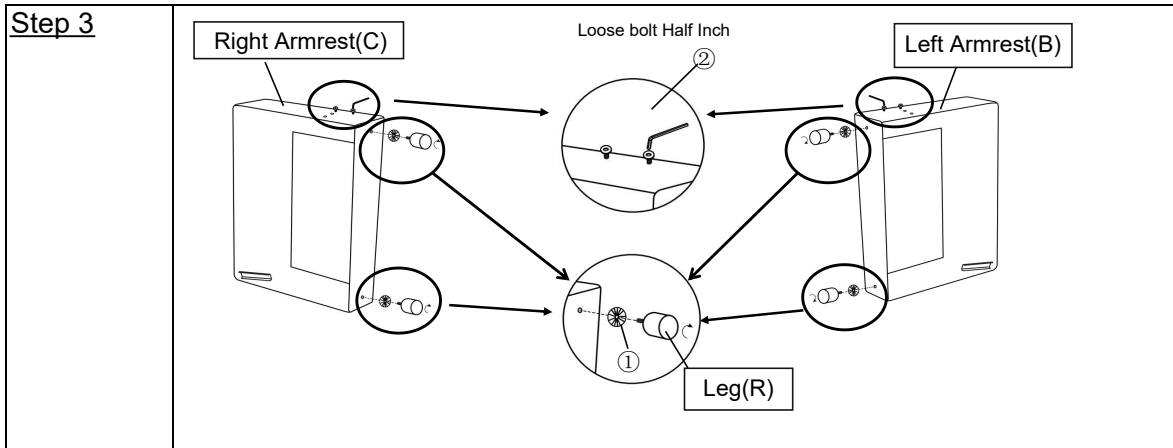 Step 3
Right Armrest(C)
Loose bolt Half Inch
Left Armrest(B)
②
①
Leg(R)